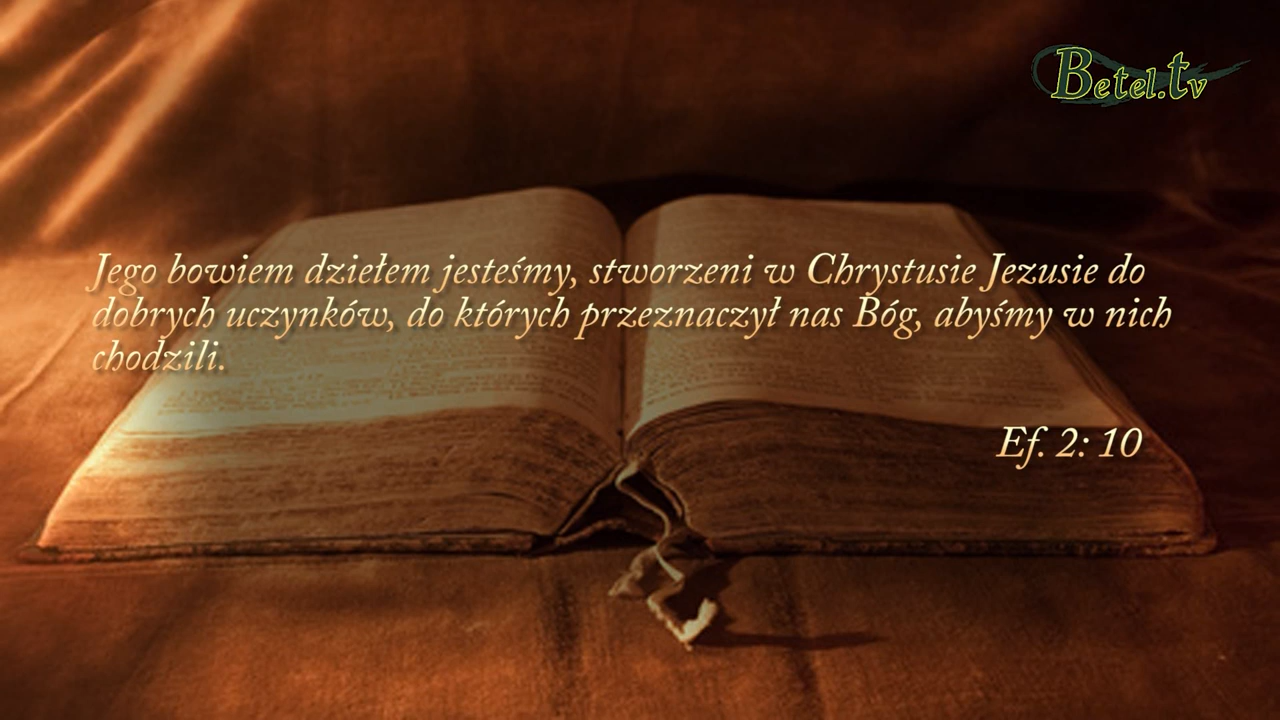 Betel.tv
Jego bowiem dziełem jesteśmy, stworzeni w Chrystusie Jezusie do
dobrych uczynków, do których przeznaczył nas Bóg, abyśmy w nich
chodzili.
Ef. 2: 10